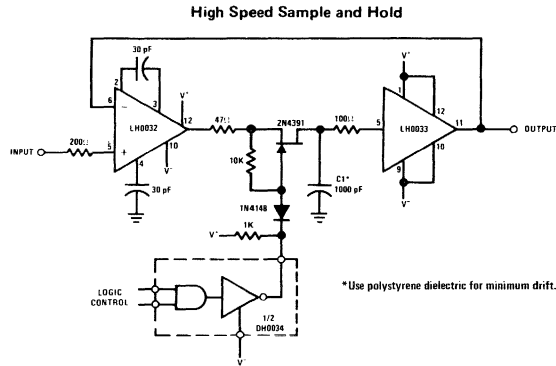 High Speed Sample and Hold
30 pF
2
3
6
V+
12
LH0032
47Ω
2N4391
100Ω
V+
1
12
5
LH0033
11
OUTPUT
200Ω
INPUT
5
4
10
V-
10K
9
10
V-
C1*
1000 pF
30 pF
1N4148
V+
1K
*Use polystyrene dielectric for minimum drift.
LOGIC
CONTROL
1/2
DH0034
V-